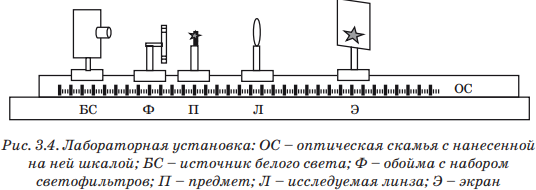 ОС
БС Ф П Л Э
Рис. 3.4. Лабораторная установка: ОС – оптическая скамья с нанесенной
на ней шкалой; БС – источник белого света; Ф – обойма с набором
светофильтров; П – предмет; Л – исследуемая линза; Э – экран